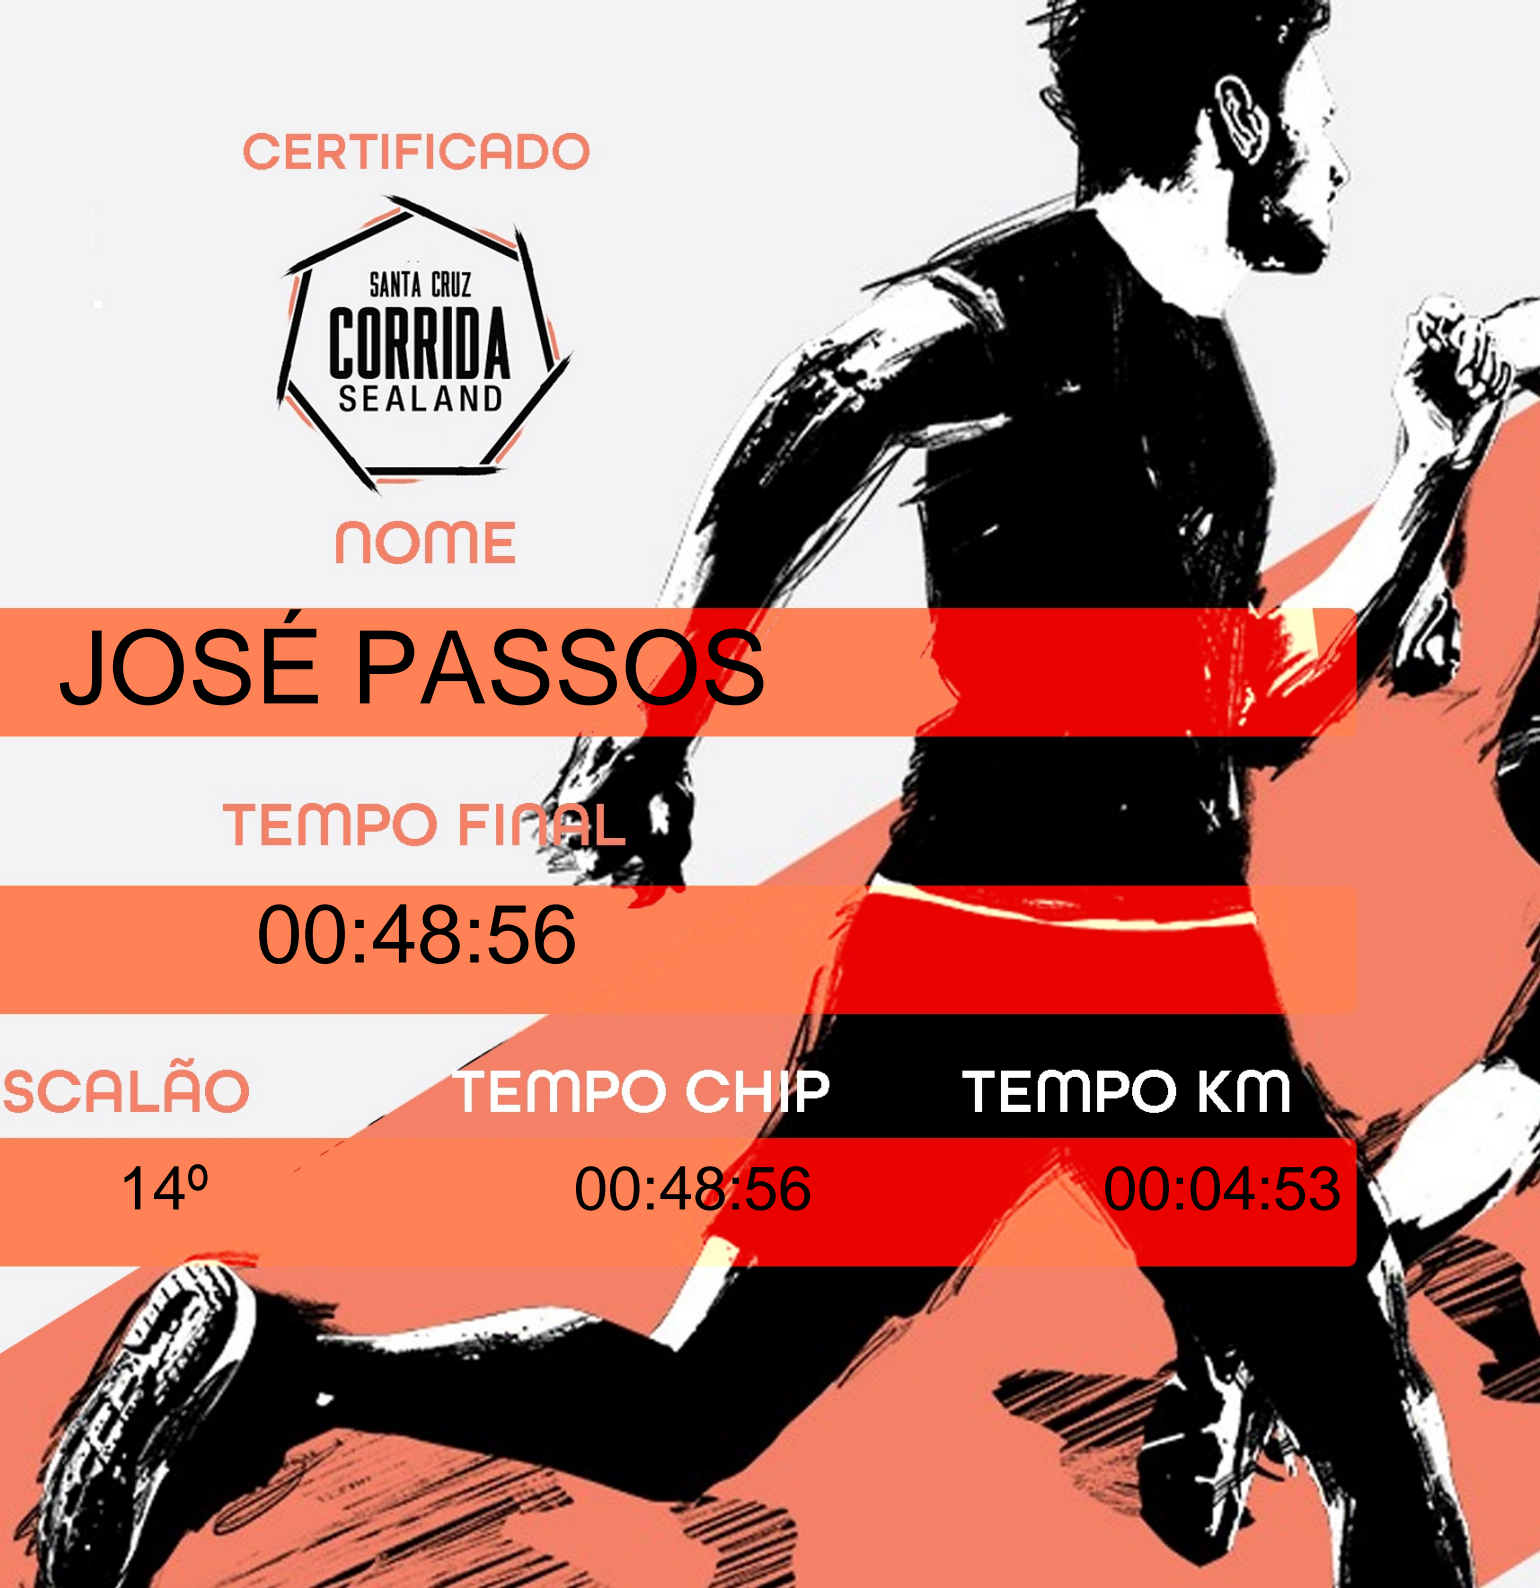 CERTIFICADO
SANTA CRUZ
CORRIDA
SEALAND
NOME
JOSÉ PASSOS
TEMPO FINAL
00:48:56
SCALÃO TEMPO CHIP TEMPO KM
14º 00:48:56 00:04:53